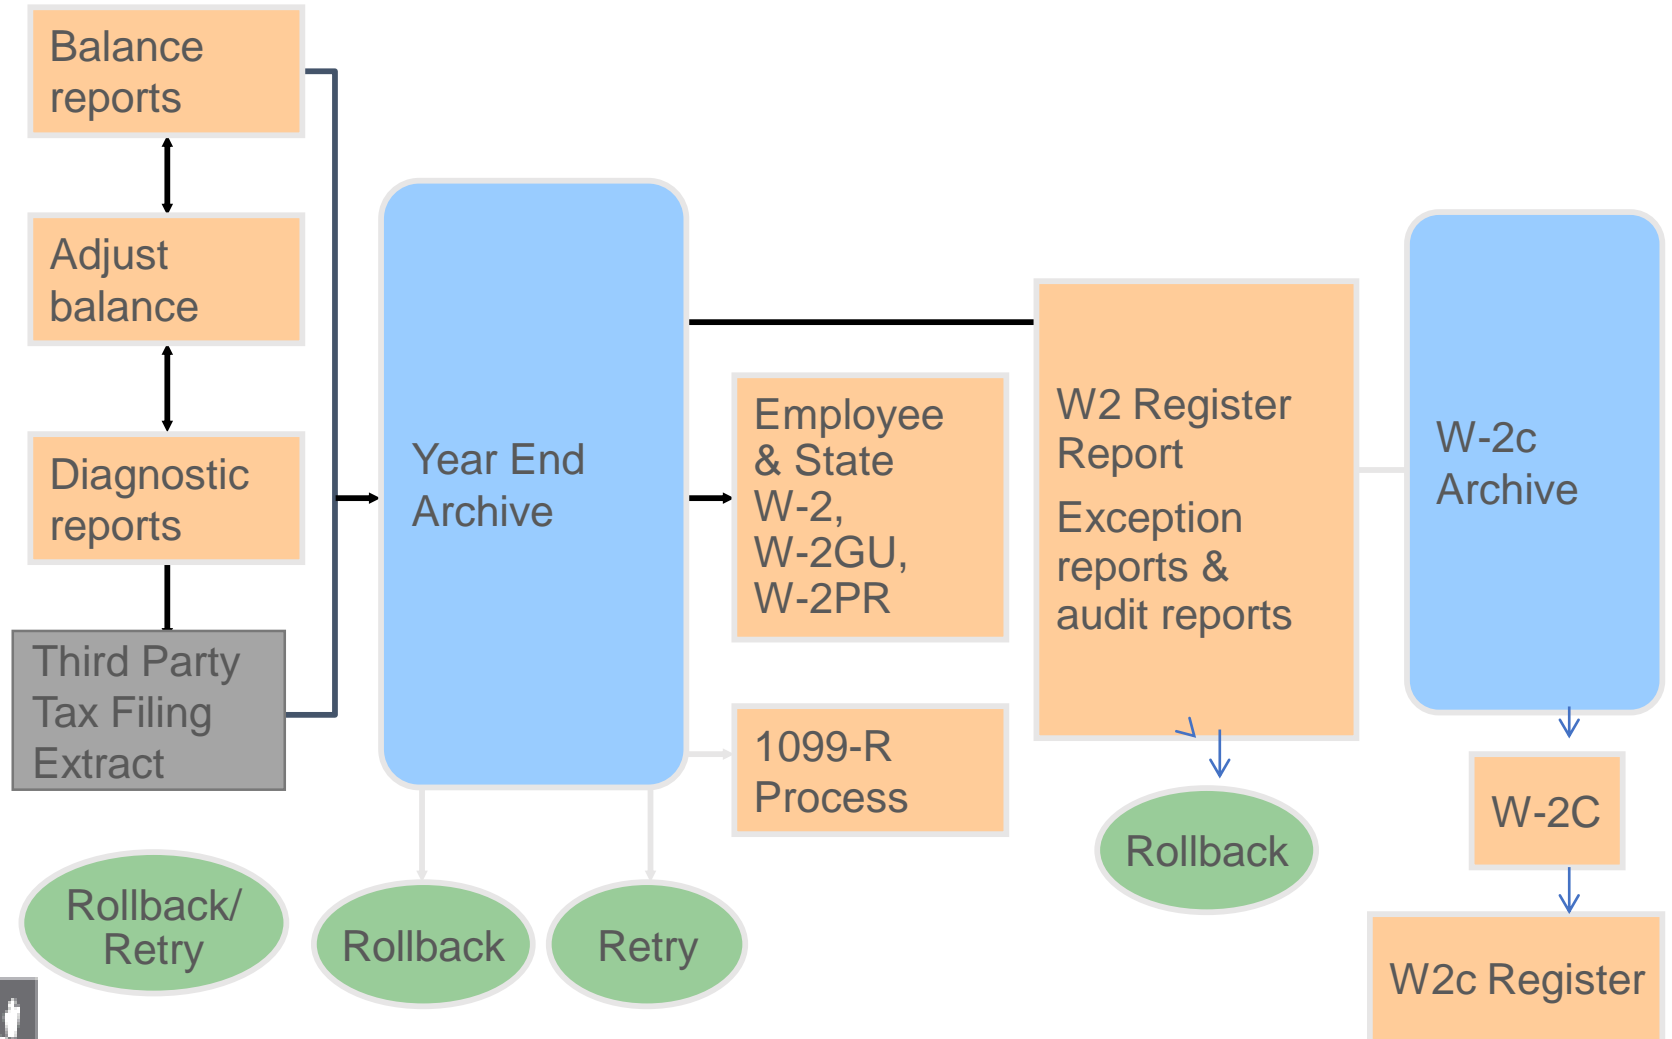 Balance
reports
Adjust
balance
Diagnostic
reports
Third Party
Tax Filing
Extract
Rollback/
Retry
Year End
Archive
Rollback
Retry
Employee
& State
W-2,
W-2GU,
W-2PR
1099-R
Process
W2 Register
Report
Exception
reports &
audit reports
Rollback
W-2c
Archive
W-2C
W2c Register